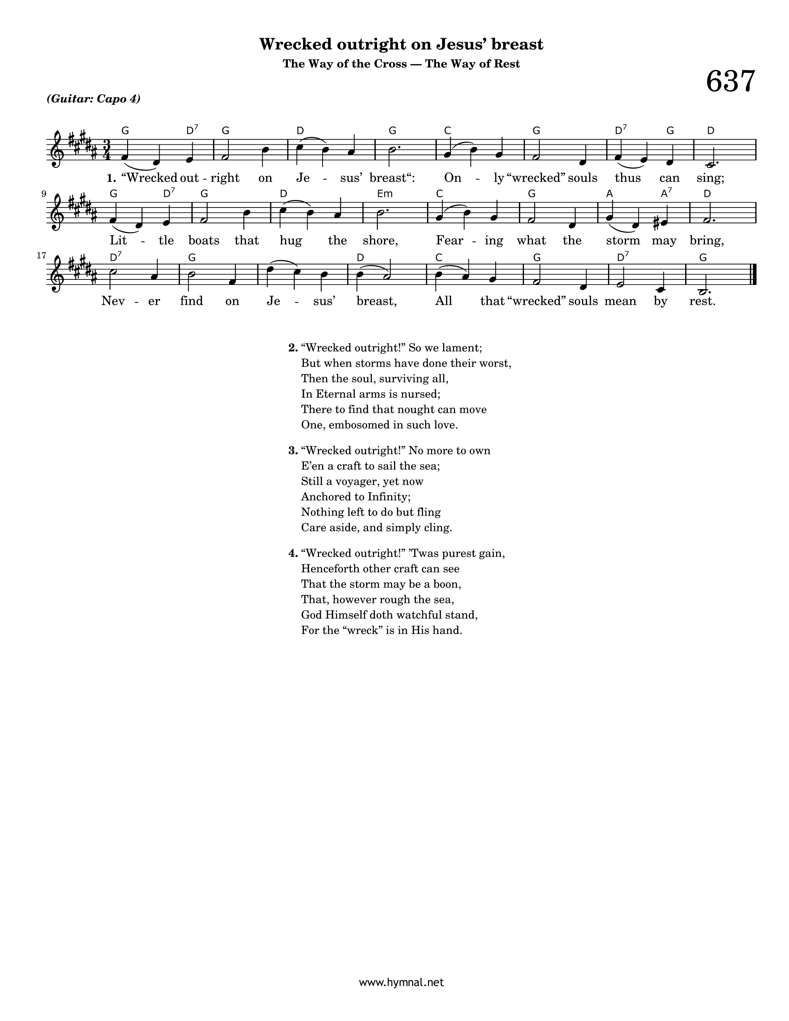 Wrecked outright on Jesus’ breast
The Way of the Cross — The Way of Rest
637
(Guitar: Capo 4)
G D7 G D G C G D7 G D
1. “Wrecked out - right on Je - sus’ breast“: On - ly “wrecked” souls thus can sing;
9
G D7 G D Em C G A A7 D
Lit - tle boats that hug the shore, Fear - ing what the storm may bring,
17
D7 G D C G D7 G
Nev - er find on Je - sus’ breast, All that “wrecked” souls mean by rest.
2. “Wrecked outright!” So we lament;
But when storms have done their worst,
Then the soul, surviving all,
In Eternal arms is nursed;
There to find that nought can move
One, embosomed in such love.
3. “Wrecked outright!” No more to own
E’en a craft to sail the sea;
Still a voyager, yet now
Anchored to Infinity;
Nothing left to do but fling
Care aside, and simply cling.
4. “Wrecked outright!” ’Twas purest gain,
Henceforth other craft can see
That the storm may be a boon,
That, however rough the sea,
God Himself doth watchful stand,
For the “wreck” is in His hand.
www.hymnal.net